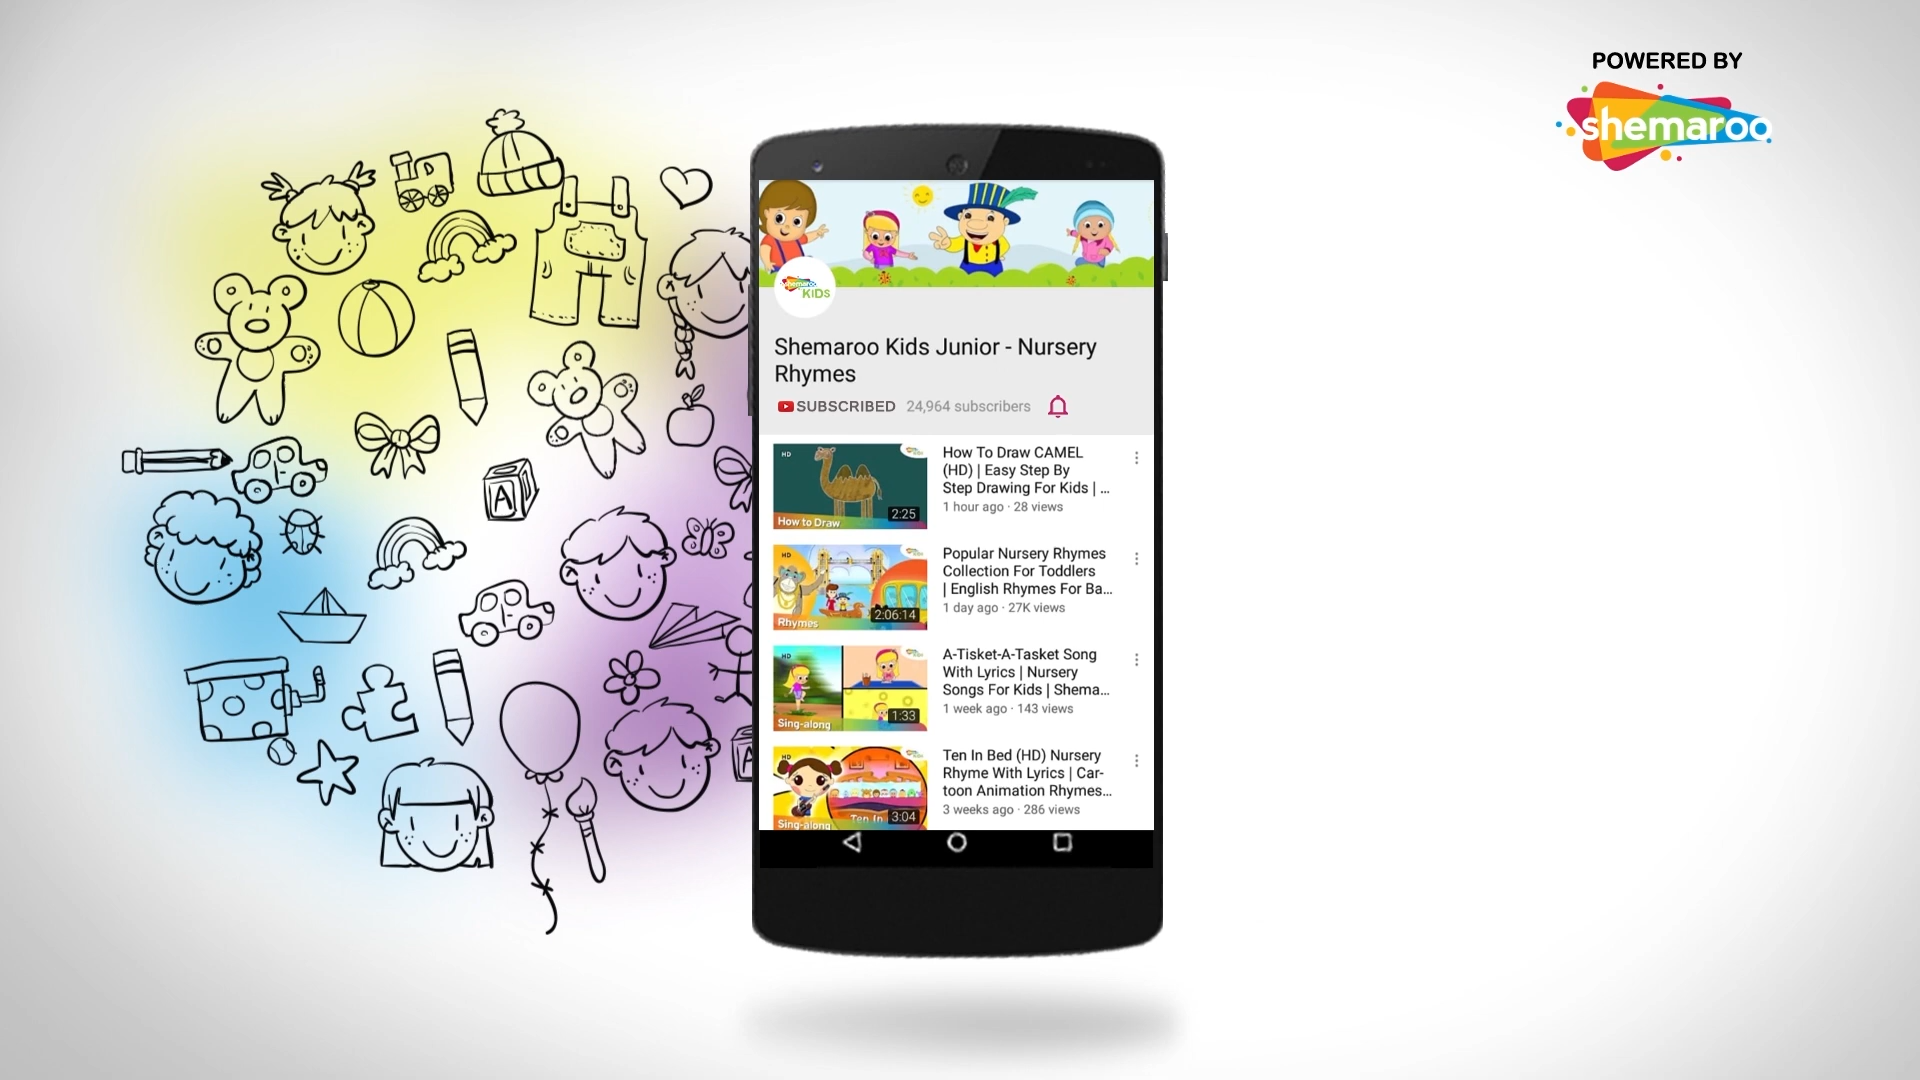 POWERED BY
shemaroo
D
A
shemaroo
KIDS
Shemaroo Kids Junior - Nursery
Rhymes
SUBSCRIBED 24,964 subscribers
HD
How to Draw
2:25
How To Draw CAMEL
(HD) | Easy Step By
Step Drawing For Kids | ...
1 hour ago · 28 views
HD
Rhymes
2:06:14
Popular Nursery Rhymes
Collection For Toddlers
| English Rhymes For Ba...
1 day ago · 27K views
HD
Sing-along
1:33
A-Tisket-A-Tasket Song
With Lyrics | Nursery
Songs For Kids | Shema...
1 week ago · 143 views
HD
Sing-along
Ten In
3:04
Ten In Bed (HD) Nursery
Rhyme With Lyrics | Car-
toon Animation Rhymes...
3 weeks ago · 286 views
A